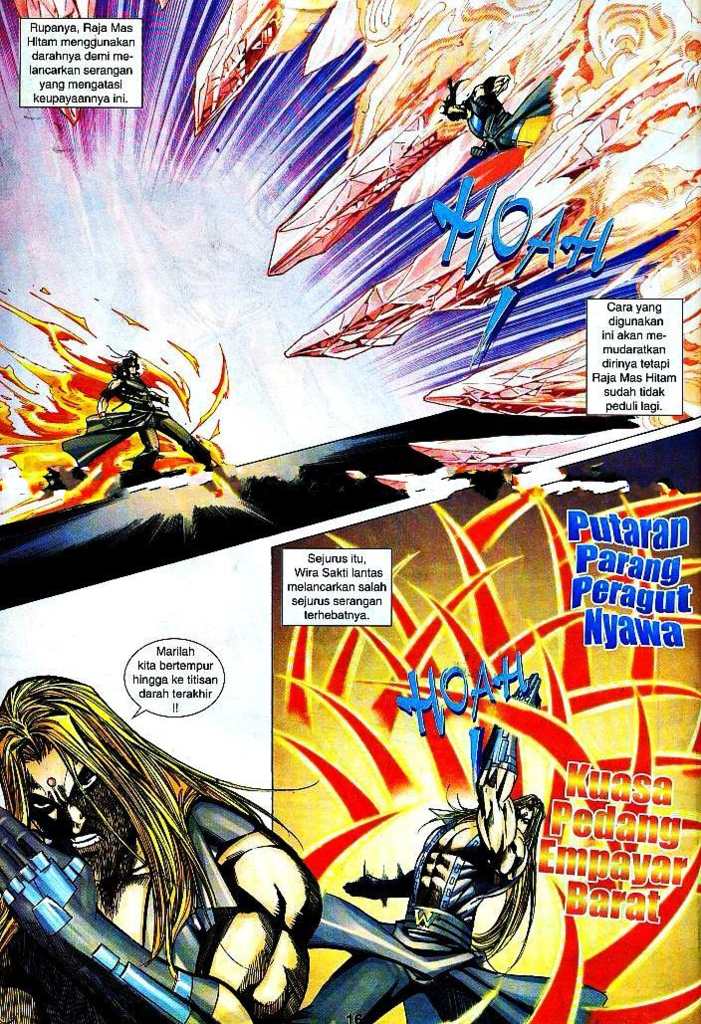 Rupanya, Raja Mas
Hitam menggunakan
darahnya demi me-
lancarkan serangan
yang mengatasi
keupayaannya ini.
HOAH!
Cara yang
digunakan
ini akan me-
mudaratkan
dirinya tetapi
Raja Mas Hitam
sudah tidak
peduli lagi.
Sejurus itu,
Wira Sakti lantas
melancarkan salah
sejurus serangan
terhebatnya.
Putaran
Parang
Peragut
Nyawa
Marilah
kita bertempur
hingga ke titisan
darah terakhir
!!
HOAH!
Kuasa
Pedang
Empayar
Barat
W
16